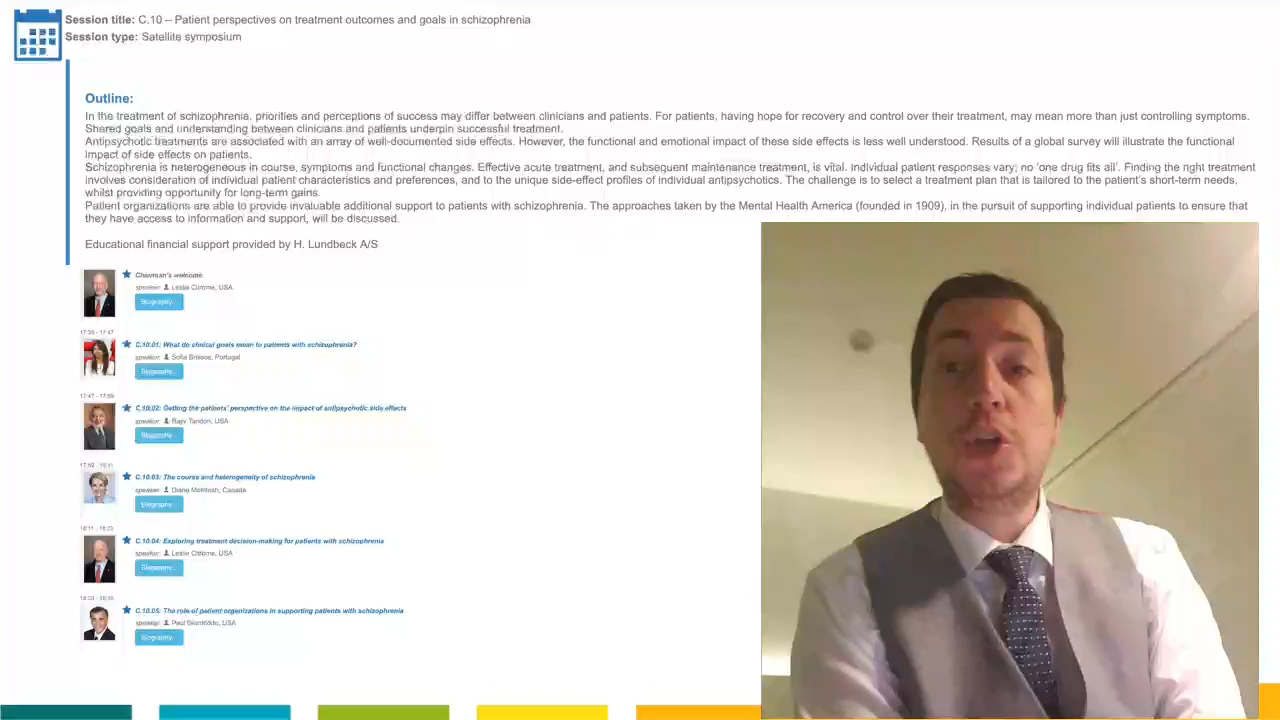 Session title: C.10 – Patient perspectives on treatment outcomes and goals in schizophrenia
Session type: Satellite symposium
Outline:
In the treatment of schizophrenia, priorities and perceptions of success may differ between clinicians and patients. For patients, having hope for recovery and control over their treatment, may mean more than just controlling symptoms.
Shared goals and understanding between clinicians and patients underpin successful treatment.
Antipsychotic treatments are associated with an array of well-documented side effects. However, the functional and emotional impact of these side effects is less well understood. Results of a global survey will illustrate the functional
impact of side effects on patients.
Schizophrenia is heterogeneous in course, symptoms and functional changes. Effective acute treatment, and subsequent maintenance treatment, is vital. Individual patient responses vary; no 'one drug fits all'. Finding the right treatment
involves consideration of individual patient characteristics and preferences, and to the unique side-effect profiles of individual antipsychotics. The challenge is to select a treatment plan that is tailored to the patient's short-term needs,
whilst providing opportunity for long-term gains.
Patient organizations are able to provide invaluable additional support to patients with schizophrenia. The approaches taken by the Mental Health America (founded in 1909), in the pursuit of supporting individual patients to ensure that
they have access to information and support, will be discussed.
Educational financial support provided by H. Lundbeck A/S
Chairman's welcome
speaker: Leslie Citrome, USA
Biography...
C.10.01: What do clinical goals mean to patients with schizophrenia?
speaker: Sofia Brissos, Portugal
Biography...
C.10.02: Getting the patients' perspective on the impact of antipsychotic side effects
speaker: Rajiv Tandon, USA
Biography...
C.10.03: The course and heterogeneity of schizophrenia
speaker: Diane McIntosh, Canada
Biography...
C.10.04: Exploring treatment decision-making for patients with schizophrenia
speaker: Leslie Citrome, USA
Biography...
C.10.05: The role of patient organizations in supporting patients with schizophrenia
speaker: Paul Gionfriddo, USA
Biography...